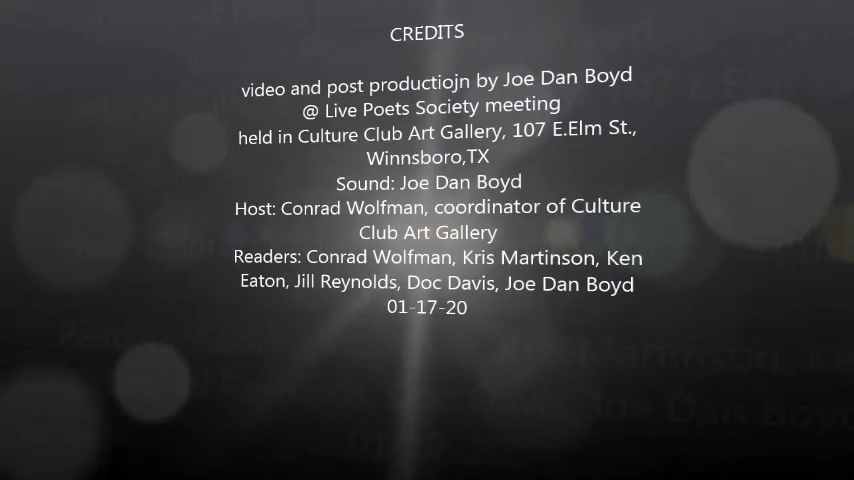 CREDITS
video and post productiojn by Joe Dan Boyd
@ Live Poets Society meeting
held in Culture Club Art Gallery, 107 E.Elm St.,
Winnsboro,TX
Sound: Joe Dan Boyd
Host: Conrad Wolfman, coordinator of Culture
Club Art Gallery
Readers: Conrad Wolfman, Kris Martinson, Ken
Eaton, Jill Reynolds, Doc Davis, Joe Dan Boyd
01-17-20